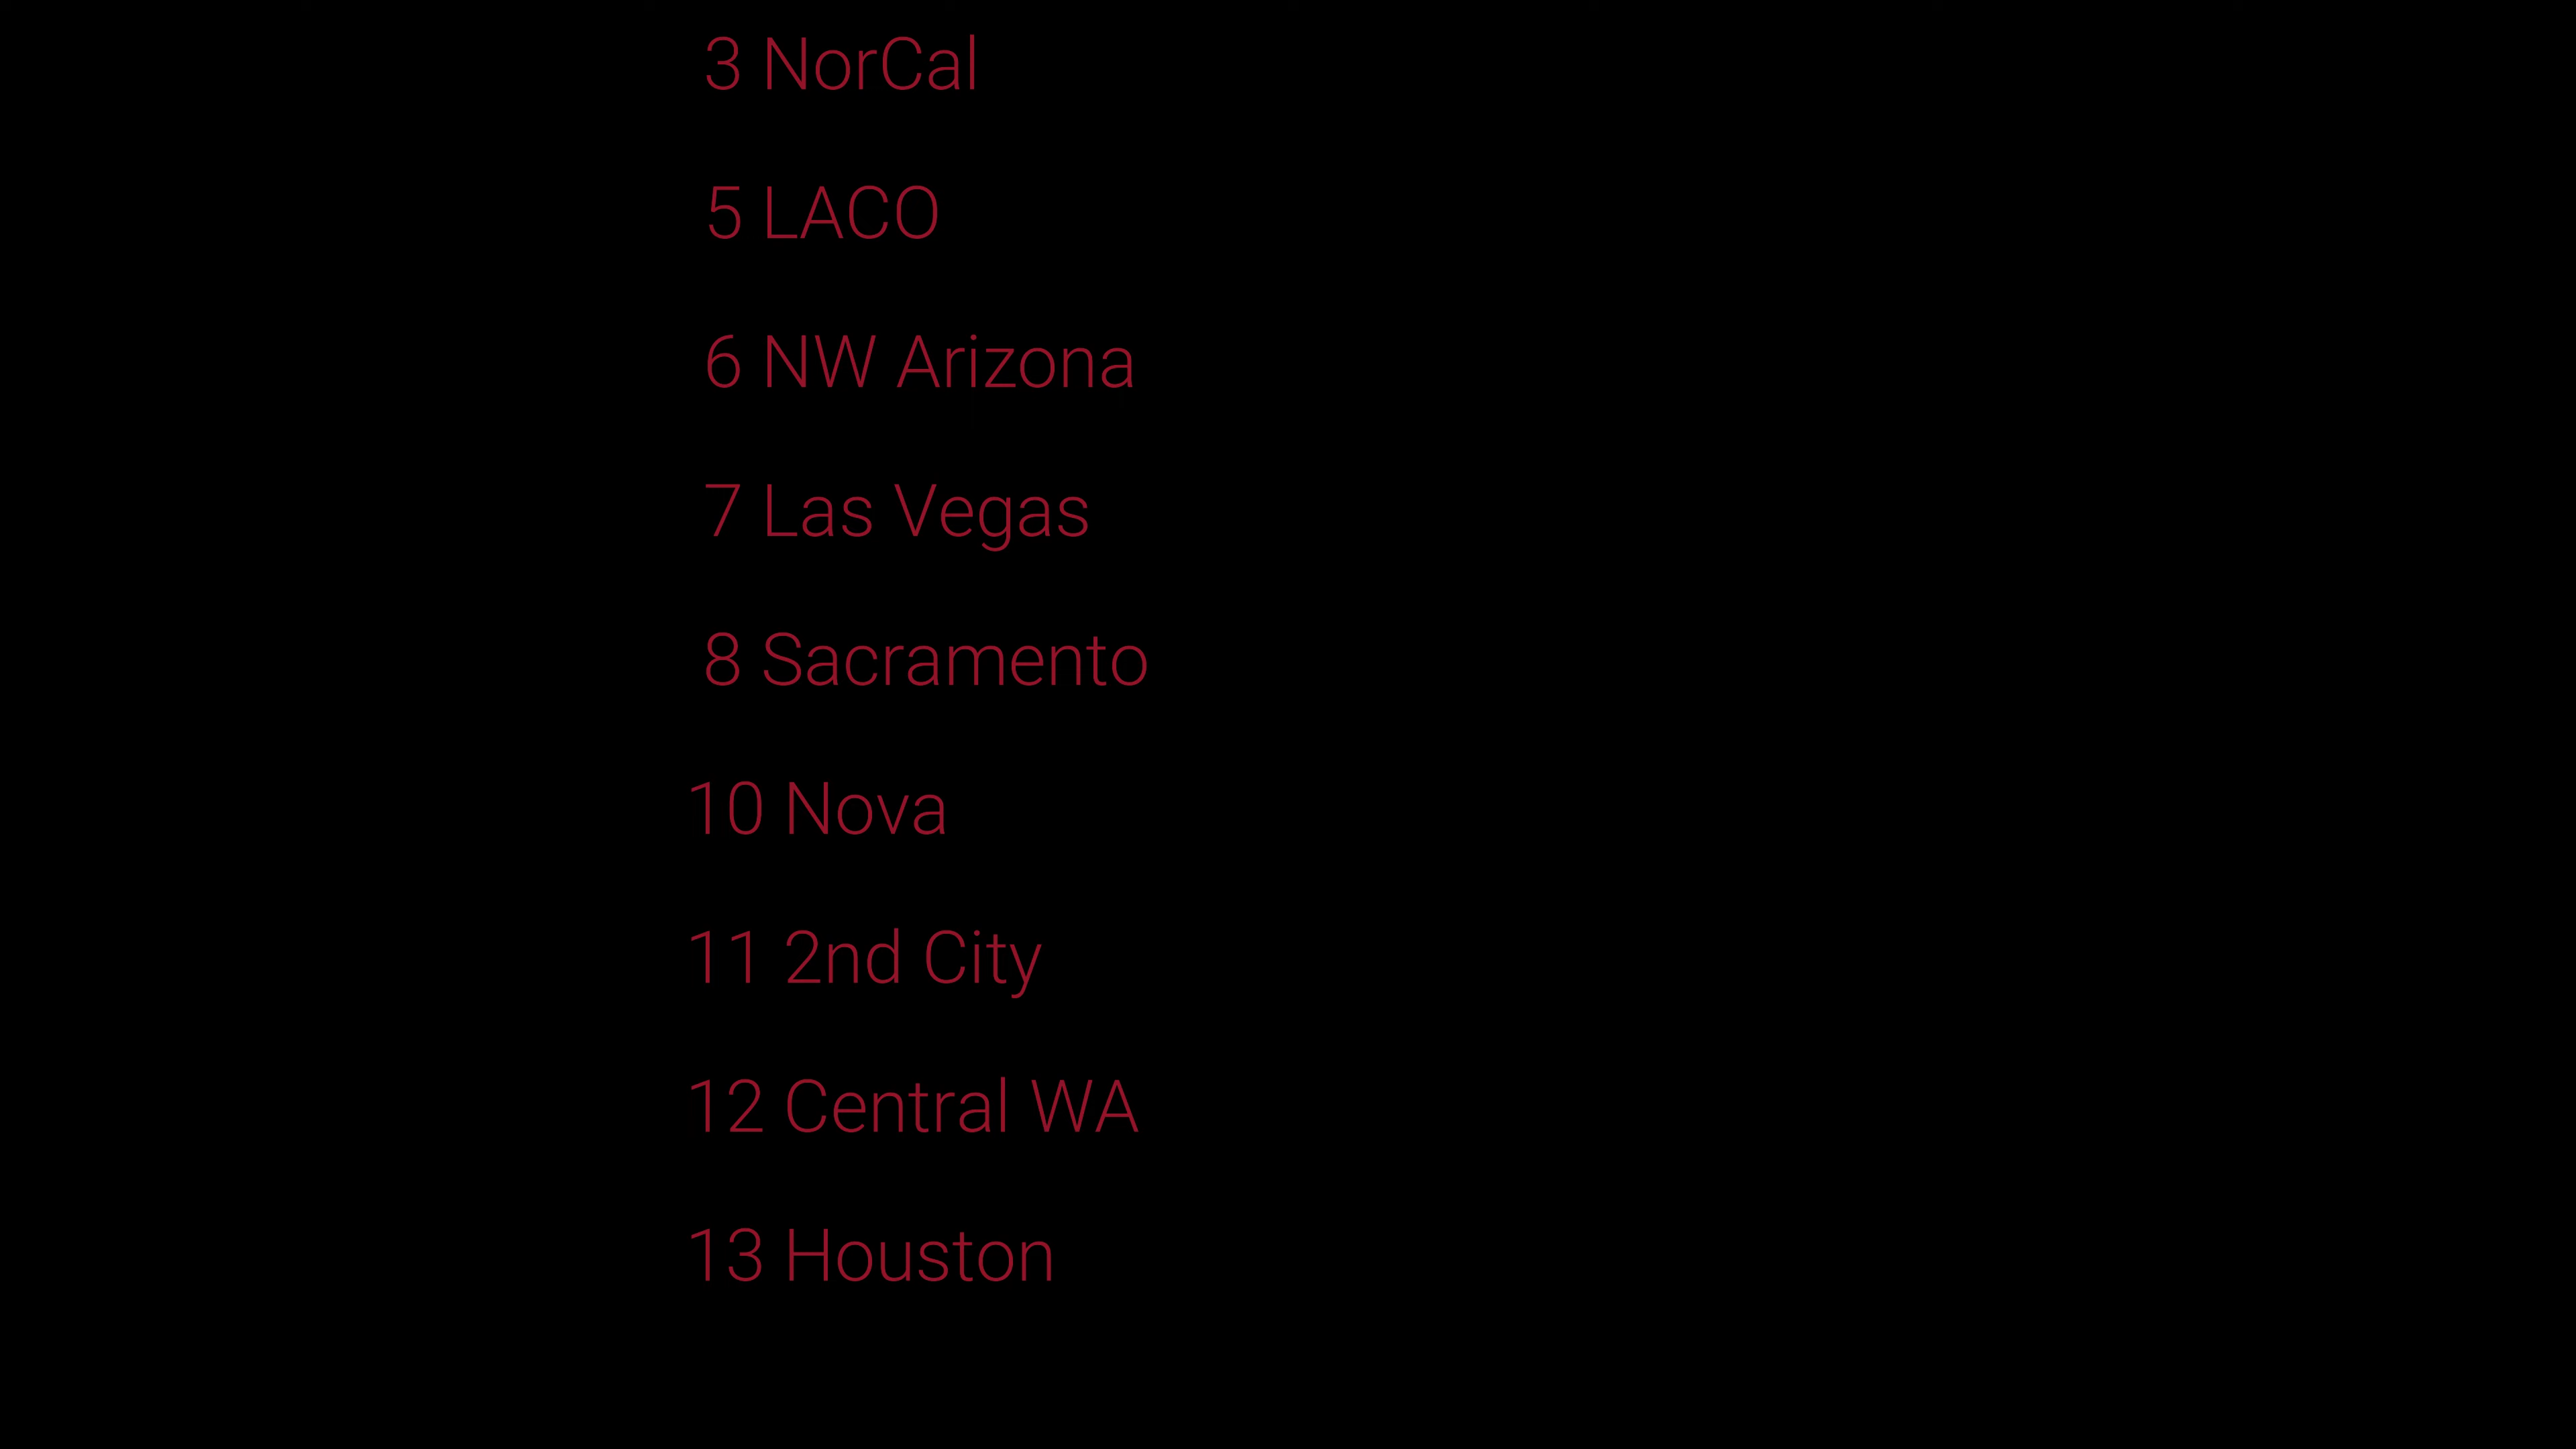 3 NorCal
5 LACO
6 NW Arizona
7 Las Vegas
8 Sacramento
10 Nova
11 2nd City
12 Central WA
13 Houston